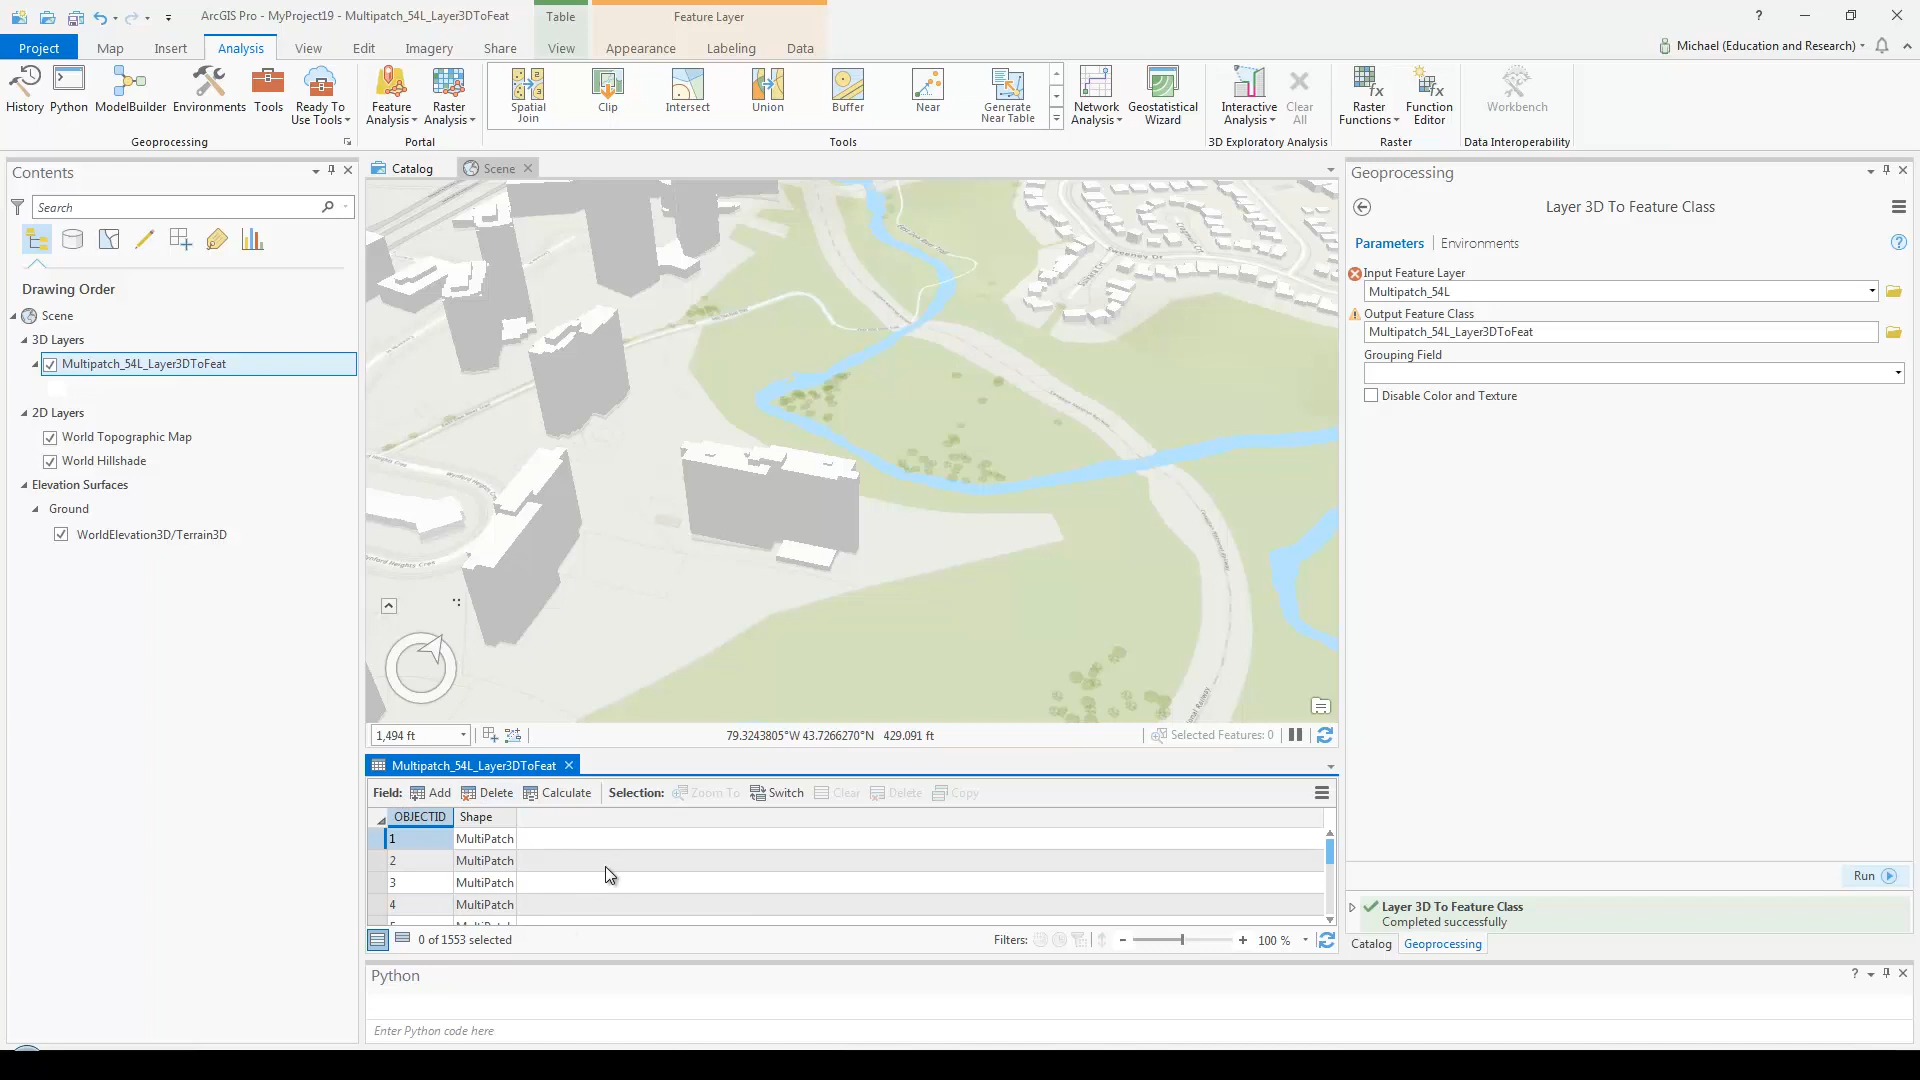 ArcGIS Pro - MyProject19 - Multipatch_54L_Layer3DToFeat
Table
Feature Layer
?
Project
Map
Insert
Analysis
View
Edit
Imagery
Share
View
Appearance
Labeling
Data
Michael (Education and Research)
History
Python
ModelBuilder
Environments
Tools
Ready To
Use Tools
Feature
Analysis
Raster
Analysis
Spatial
Join
Clip
Intersect
Union
Buffer
Near
Generate
Near Table
Network
Analysis
Geostatistical
Wizard
Interactive
Analysis
Clear
All
Raster
Functions
Function
Editor
Workbench
Geoprocessing
Portal
Tools
3D Exploratory Analysis
Raster
Data Interoperability
Contents
Search
Drawing Order
Scene
3D Layers
Multipatch_54L_Layer3DToFeat
2D Layers
World Topographic Map
World Hillshade
Elevation Surfaces
Ground
WorldElevation3D/Terrain3D
Catalog
Scene
Sweeney Dr
1,494 ft
79.3243805°W 43.7266270°N 429.091 ft
Selected Features: 0
Multipatch_54L_Layer3DToFeat
Field: Add Delete Calculate Selection: Zoom To Switch Clear Delete Copy
OBJECTID Shape
1 MultiPatch
2 MultiPatch
3 MultiPatch
4 MultiPatch
0 of 1553 selected
Filters:
100 %
Python
?
Enter Python code here
Geoprocessing
Layer 3D To Feature Class
Parameters | Environments
?
Input Feature Layer
Multipatch_54L
Output Feature Class
Multipatch_54L_Layer3DToFeat
Grouping Field
Disable Color and Texture
Run
Layer 3D To Feature Class
Completed successfully
Catalog Geoprocessing